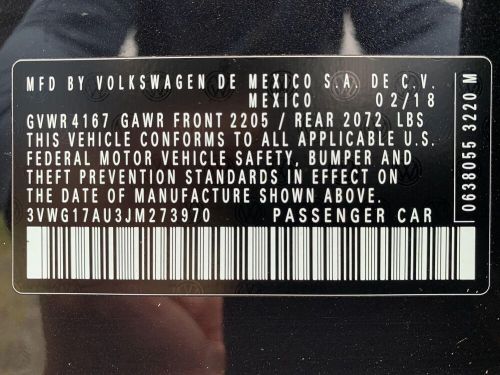 MFD BY VOLKSWAGEN DE MEXICO S.A. DE C.V.
MEXICO 02/18
GVWR 4167 GAWR FRONT 2205 / REAR 2072 LBS
THIS VEHICLE CONFORMS TO ALL APPLICABLE U.S.
FEDERAL MOTOR VEHICLE SAFETY, BUMPER AND
THEFT PREVENTION STANDARDS IN EFFECT ON
THE DATE OF MANUFACTURE SHOWN ABOVE.
3VWG17AU3JM273970 PASSENGER CAR
0638055 3220 M